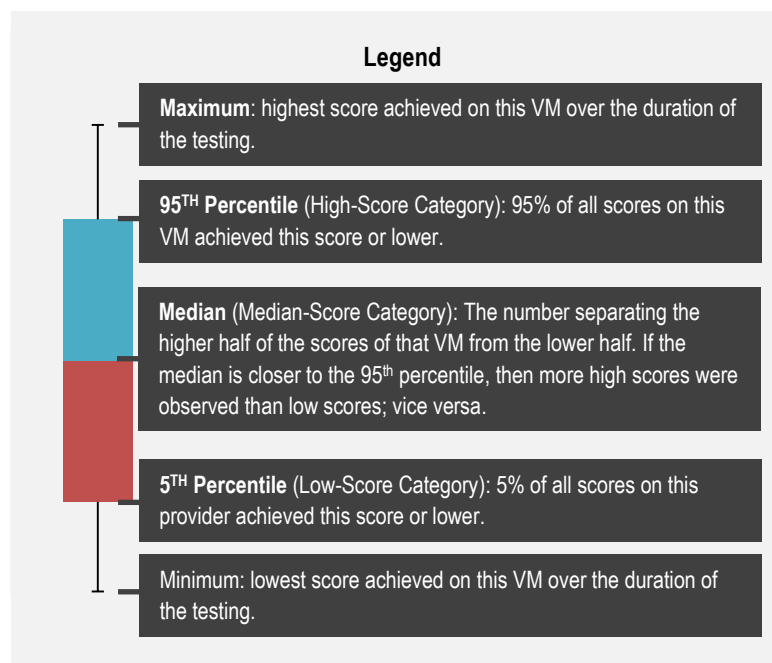 Legend
Maximum: highest score achieved on this VM over the duration of
the testing.
95TH Percentile (High-Score Category): 95% of all scores on this
VM achieved this score or lower.
Median (Median-Score Category): The number separating the
higher half of the scores of that VM from the lower half. If the
median is closer to the 95th percentile, then more high scores were
observed than low scores; vice versa.
5TH Percentile (Low-Score Category): 5% of all scores on this
provider achieved this score or lower.
Minimum: lowest score achieved on this VM over the duration of
the testing.